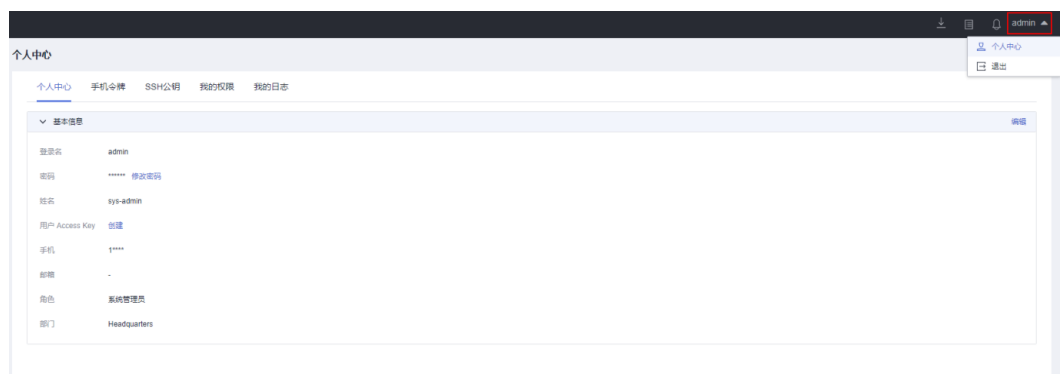 admin
个人中心
退出
个人中心
个人中心 手机令牌 SSH公钥 我的权限 我的日志
基本信息 编辑
登录名 admin
密码 ****** 修改密码
姓名 sys-admin
用户 Access Key 创建
手机 1****
邮箱 -
角色 系统管理员
部门 Headquarters